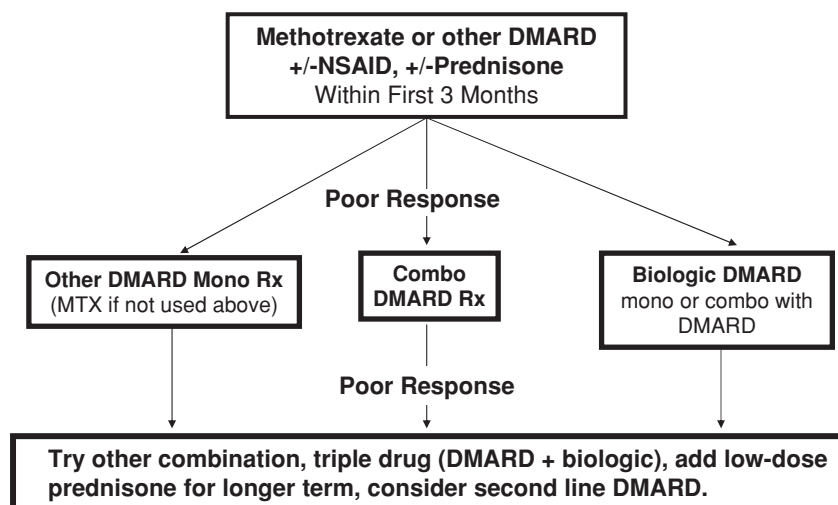 Methotrexate or other DMARD
+/-NSAID, +/-Prednisone
Within First 3 Months
Poor Response
Other DMARD Mono Rx
(MTX if not used above)
Combo
DMARD Rx
Biologic DMARD
mono or combo with
DMARD
Poor Response
Try other combination, triple drug (DMARD + biologic), add low-dose
prednisone for longer term, consider second line DMARD.